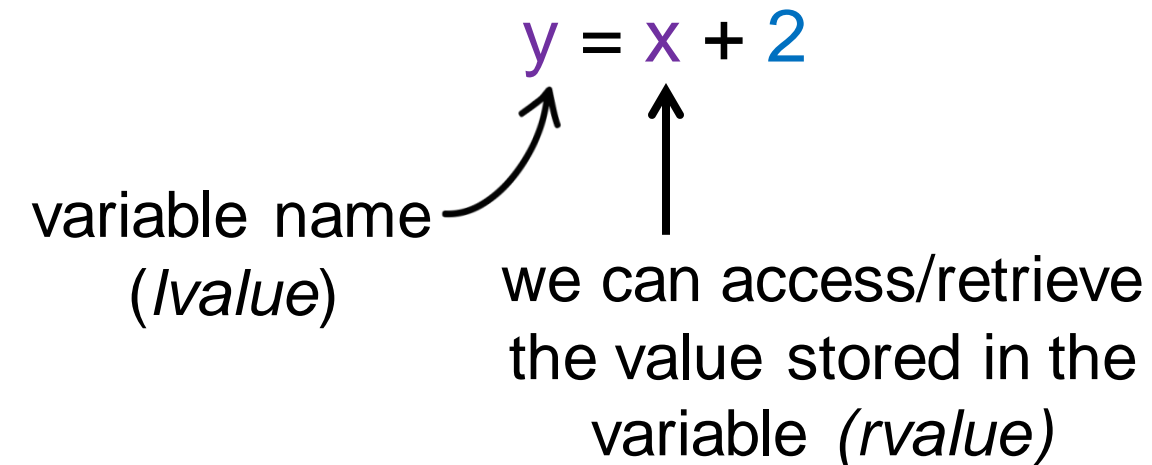 y = x + 2
variable name
(lvalue)
we can access/retrieve
the value stored in the
variable (rvalue)